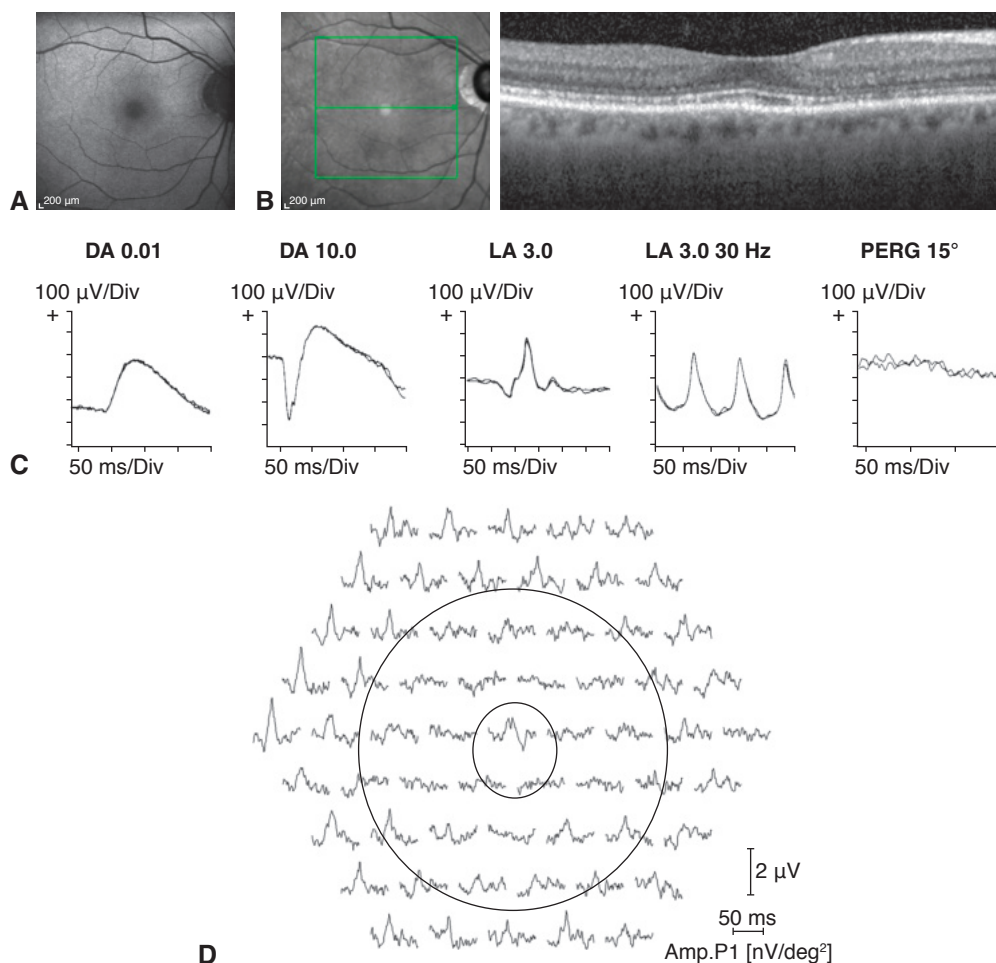 200 µm
A
200 µm
B
DA 0.01
DA 10.0
LA 3.0
LA 3.0 30 Hz
PERG 15°
100 µV/Div
100 µV/Div
100 µV/Div
100 µV/Div
100 µV/Div
+
+
+
+
+
C
50 ms/Div
50 ms/Div
50 ms/Div
50 ms/Div
50 ms/Div
2 µV
50 ms
D
Amp.P1 [nV/deg²]